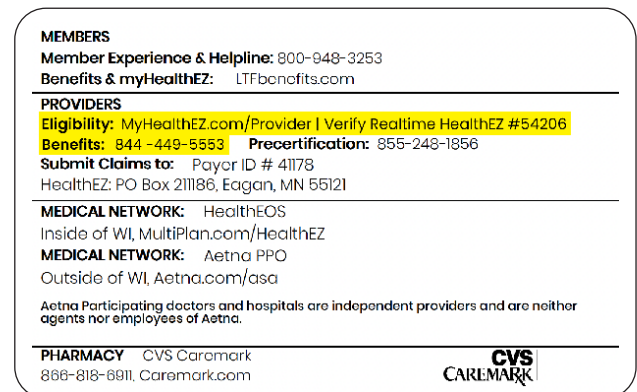 MEMBERS
Member Experience & Helpline: 800-948-3253
Benefits & myHealthEZ: LTFbenefits.com
PROVIDERS
Eligibility: MyHealthEZ.com/Provider | Verify Realtime HealthEZ #54206
Benefits: 844 -449-5553 Precertification: 855-248-1856
Submit Claims to: Payor ID # 41178
HealthEZ: PO Box 211186, Eagan, MN 55121
MEDICAL NETWORK: HealthEOS
Inside of WI, MultiPlan.com/HealthEZ
MEDICAL NETWORK: Aetna PPO
Outside of WI, Aetna.com/asa
Aetna Participating doctors and hospitals are independent providers and are neither
agents nor employees of Aetna.
PHARMACY CVS Caremark
866-818-6911, Caremark.com
CVS
CAREMARK